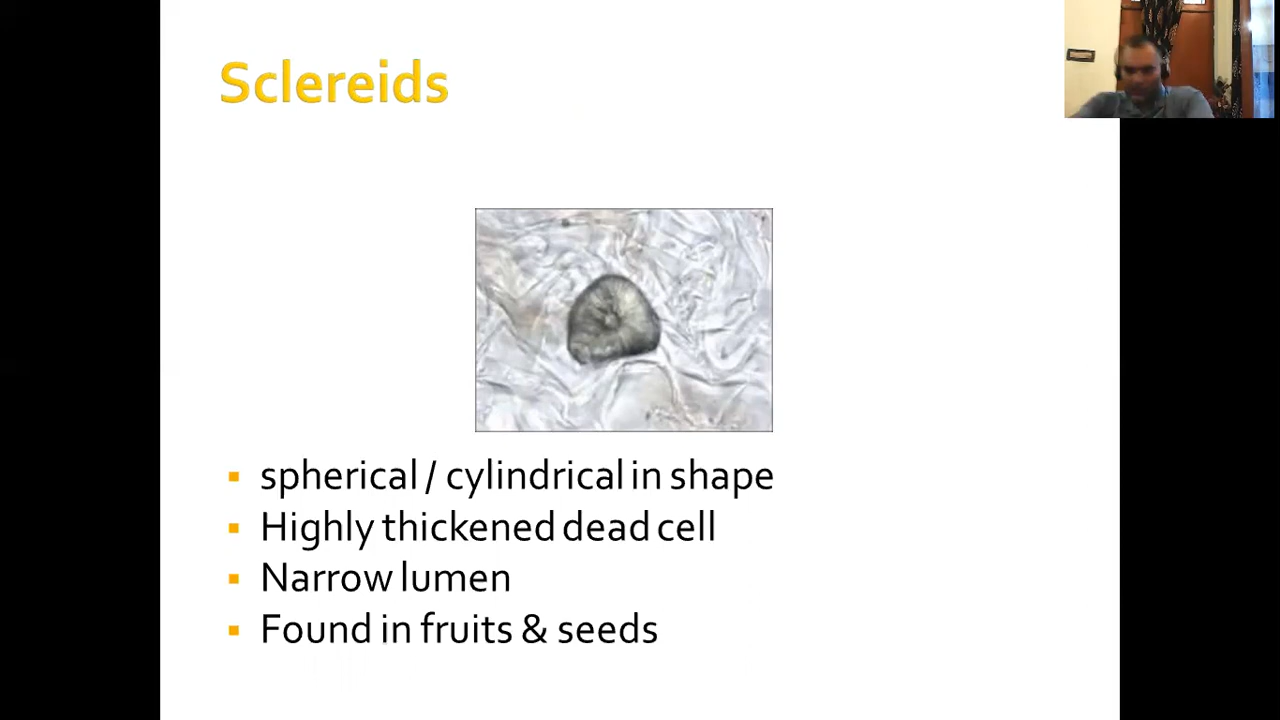 Sclereids
spherical / cylindrical in shape
Highly thickened dead cell
Narrow lumen
Found in fruits & seeds